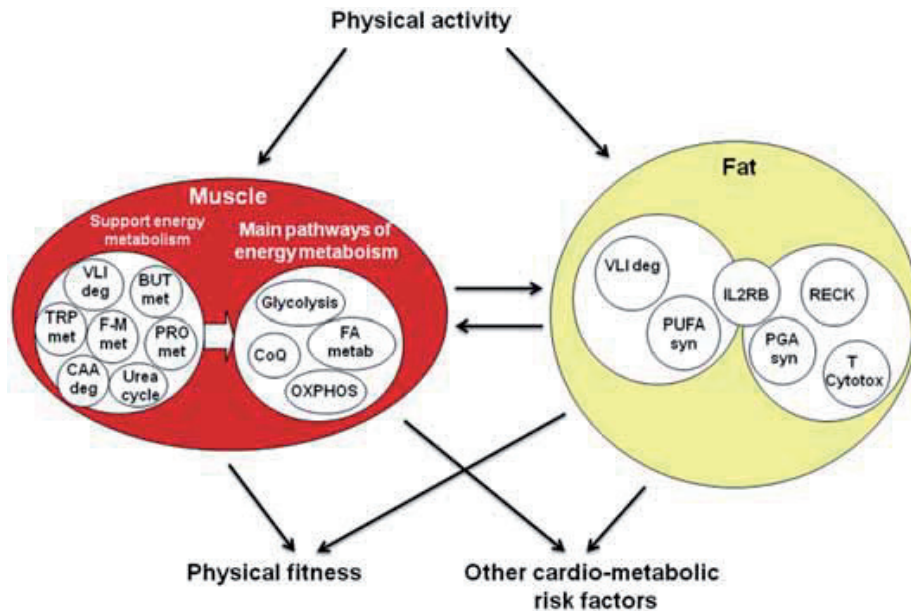 Physical activity
Muscle
Support energy
metabolism
Main pathways of
energy metaboism
VLI
deg
BUT
met
TRP
met
F-M
met
PRO
met
CAA
deg
Urea
cycle
Glycolysis
FA
metab
CoQ
OXPHOS
Fat
VLI deg
IL2RB
RECK
PUFA
syn
PGA
syn
T
Cytotox
Physical fitness
Other cardio-metabolic
risk factors